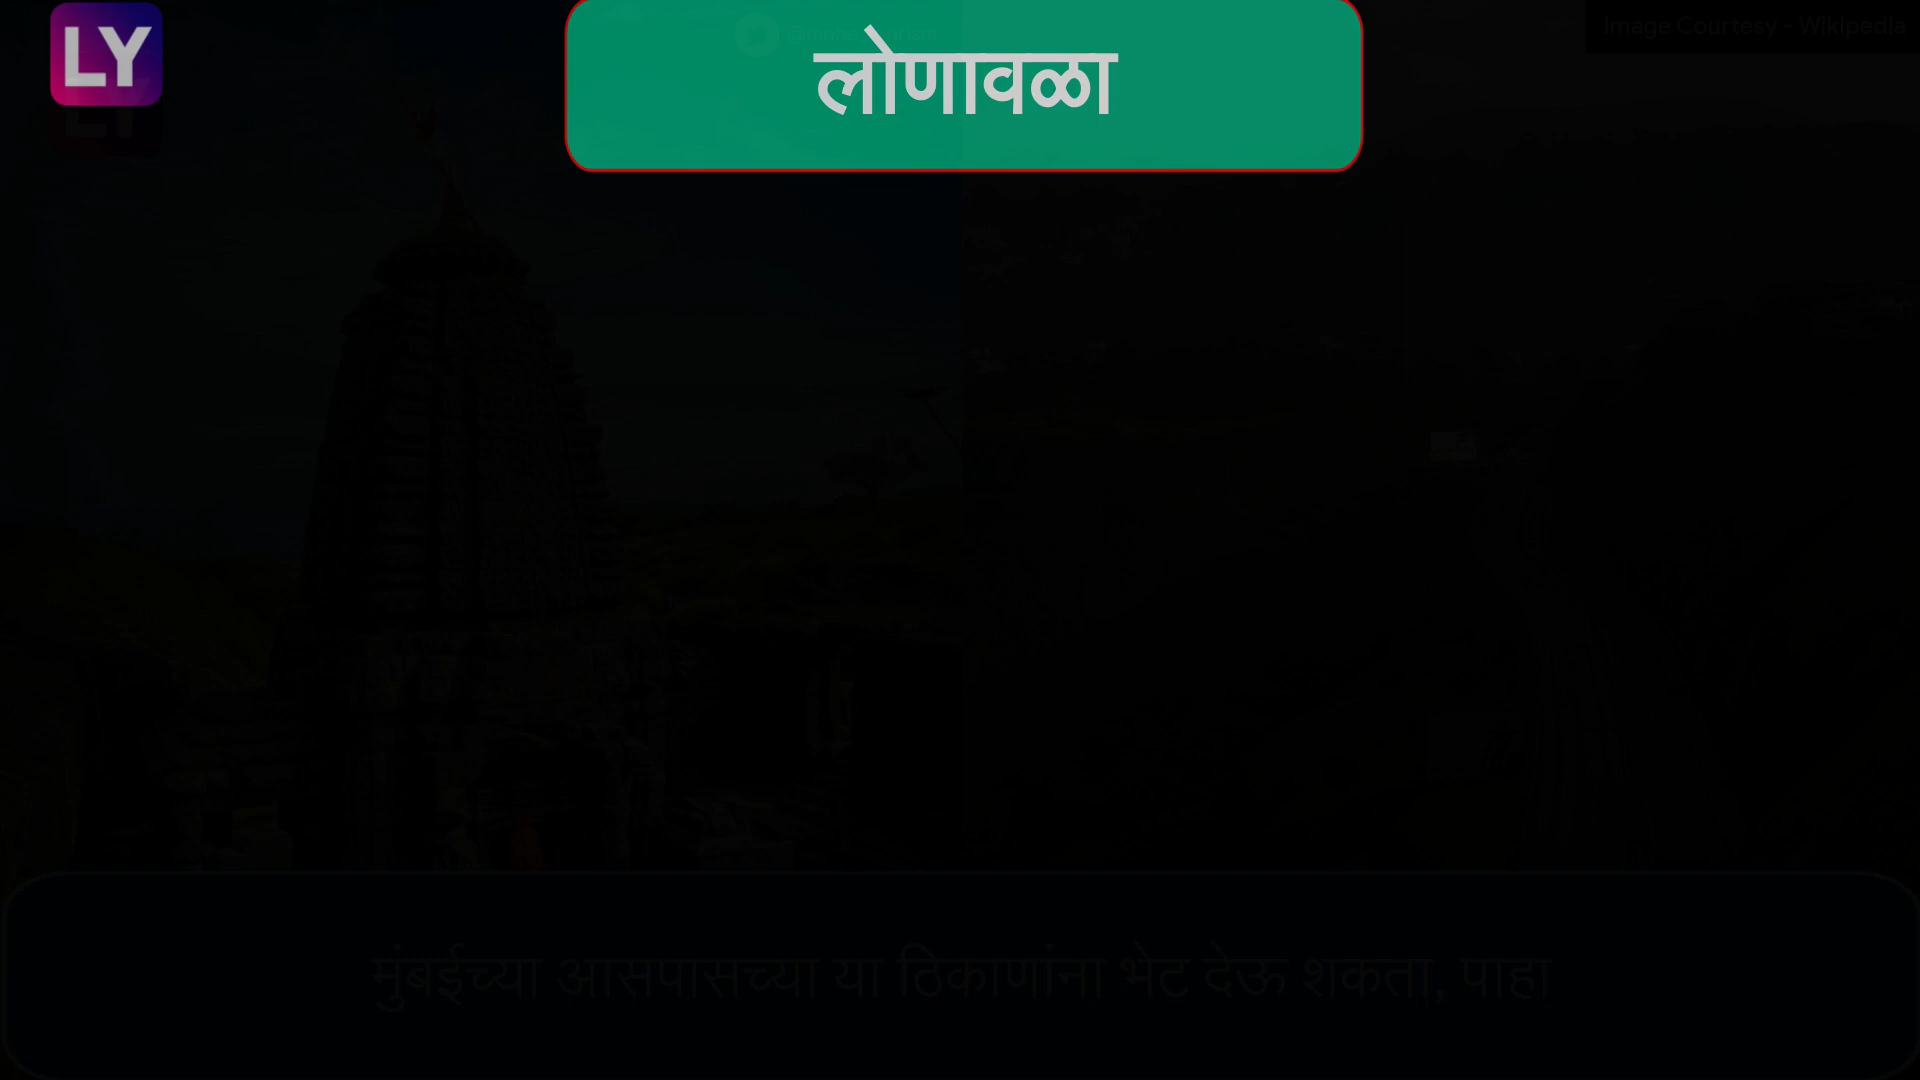 LY
लोणावळा
Image Courtesy - Wikipedia
मुंबईच्या आसपासच्या या ठिकाणांना भेट देऊ शकता, पाहा